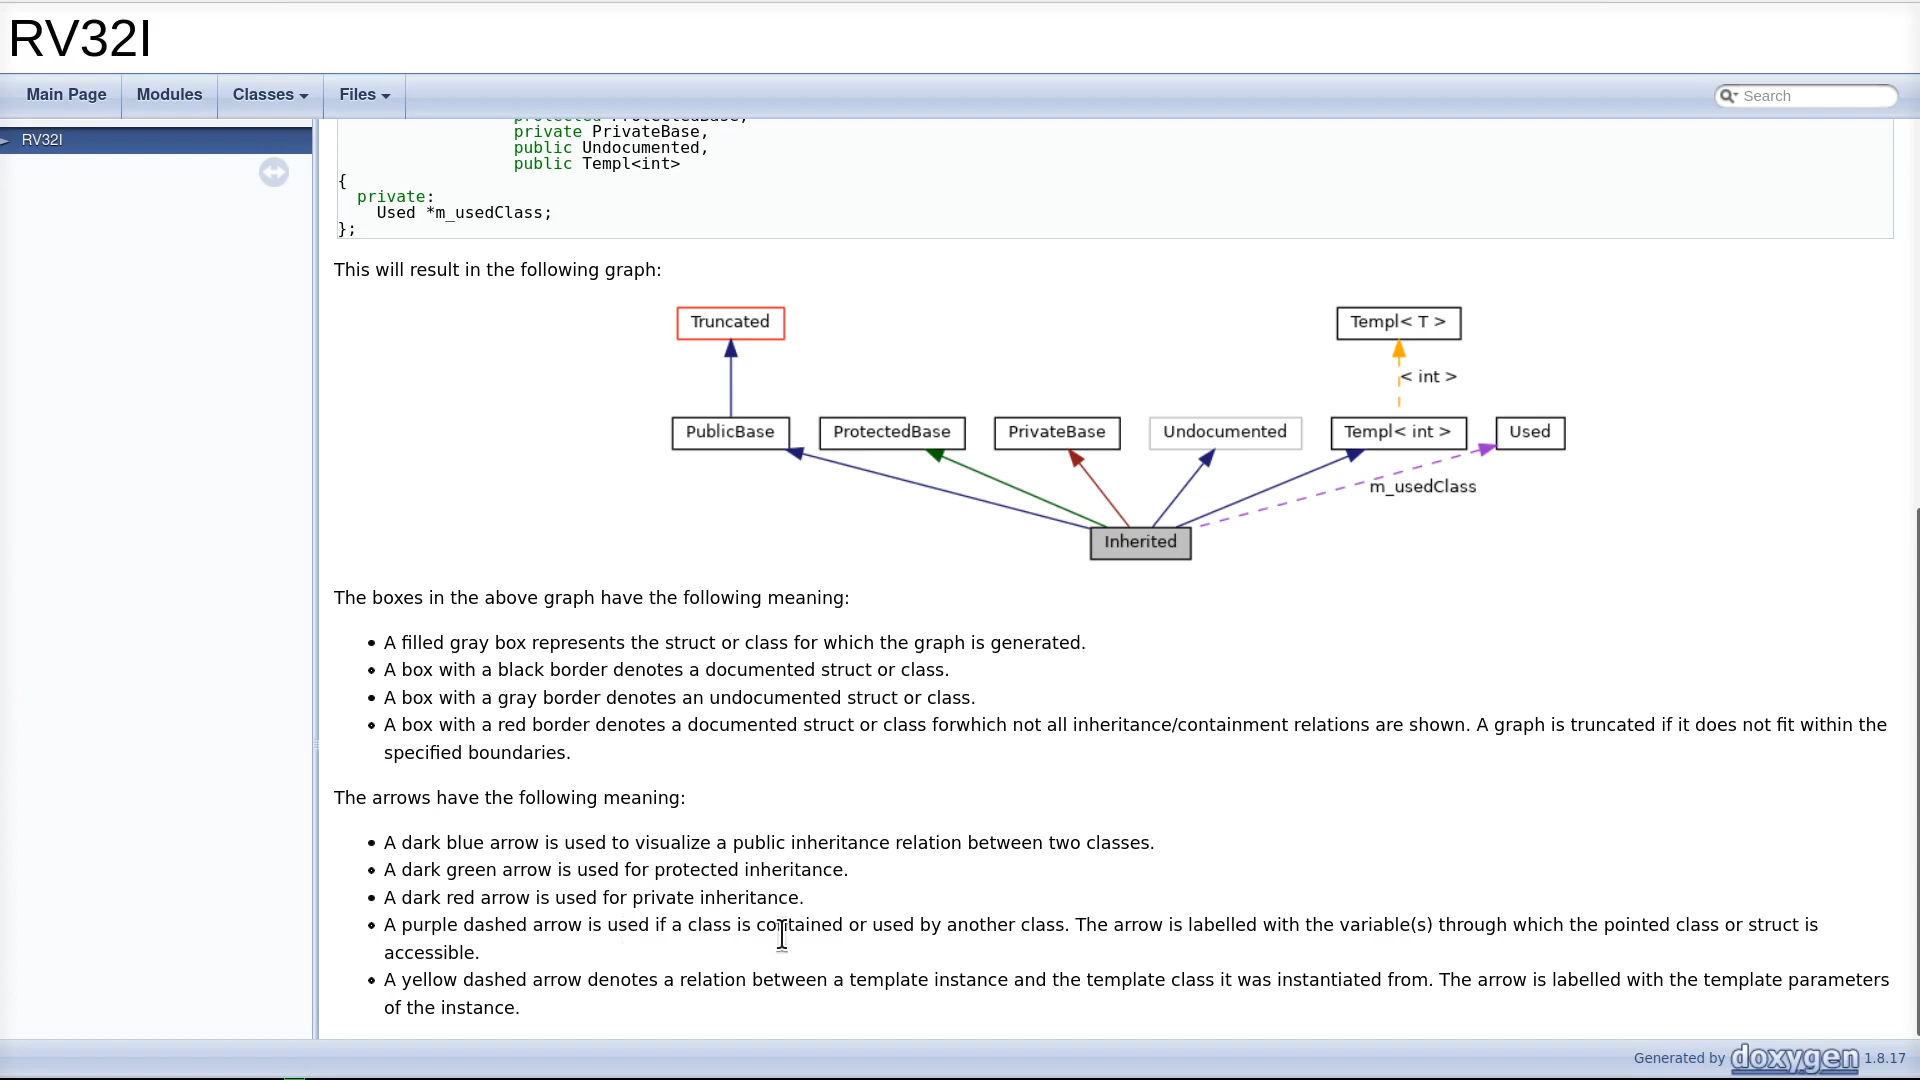 RV32I
Main Page
Modules
Classes
Files
Search
RV32I
protected ProtectedBase,
private PrivateBase,
public Undocumented,
public Templ<int>
{
private:
Used *m_usedClass;
};
This will result in the following graph:
Truncated
Templ< T >
< int >
PublicBase
ProtectedBase
PrivateBase
Undocumented
Templ< int >
Used
m_usedClass
Inherited
The boxes in the above graph have the following meaning:
• A filled gray box represents the struct or class for which the graph is generated.
• A box with a black border denotes a documented struct or class.
• A box with a gray border denotes an undocumented struct or class.
• A box with a red border denotes a documented struct or class forwhich not all inheritance/containment relations are shown. A graph is truncated if it does not fit within the
specified boundaries.
The arrows have the following meaning:
• A dark blue arrow is used to visualize a public inheritance relation between two classes.
• A dark green arrow is used for protected inheritance.
• A dark red arrow is used for private inheritance.
• A purple dashed arrow is used if a class is contained or used by another class. The arrow is labelled with the variable(s) through which the pointed class or struct is
accessible.
• A yellow dashed arrow denotes a relation between a template instance and the template class it was instantiated from. The arrow is labelled with the template parameters
of the instance.
Generated by doxygen 1.8.17